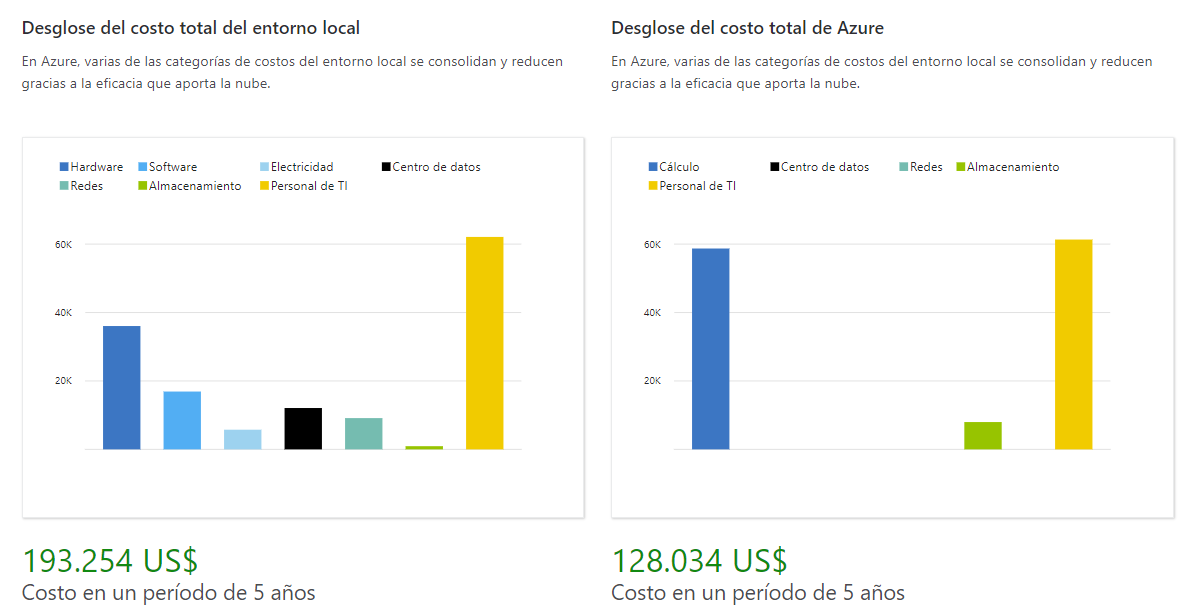 Desglose del costo total del entorno local
En Azure, varias de las categorías de costos del entorno local se consolidan y reducen
gracias a la eficacia que aporta la nube.
Hardware Software Electricidad Centro de datos
Redes Almacenamiento Personal de TI
60K
40K
20K
193.254 US$
Costo en un período de 5 años
Desglose del costo total de Azure
En Azure, varias de las categorías de costos del entorno local se consolidan y reducen
gracias a la eficacia que aporta la nube.
Cálculo Centro de datos Redes Almacenamiento
Personal de TI
60K
40K
20K
128.034 US$
Costo en un período de 5 años